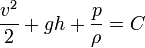 v²/2 + gh + p/ρ = C